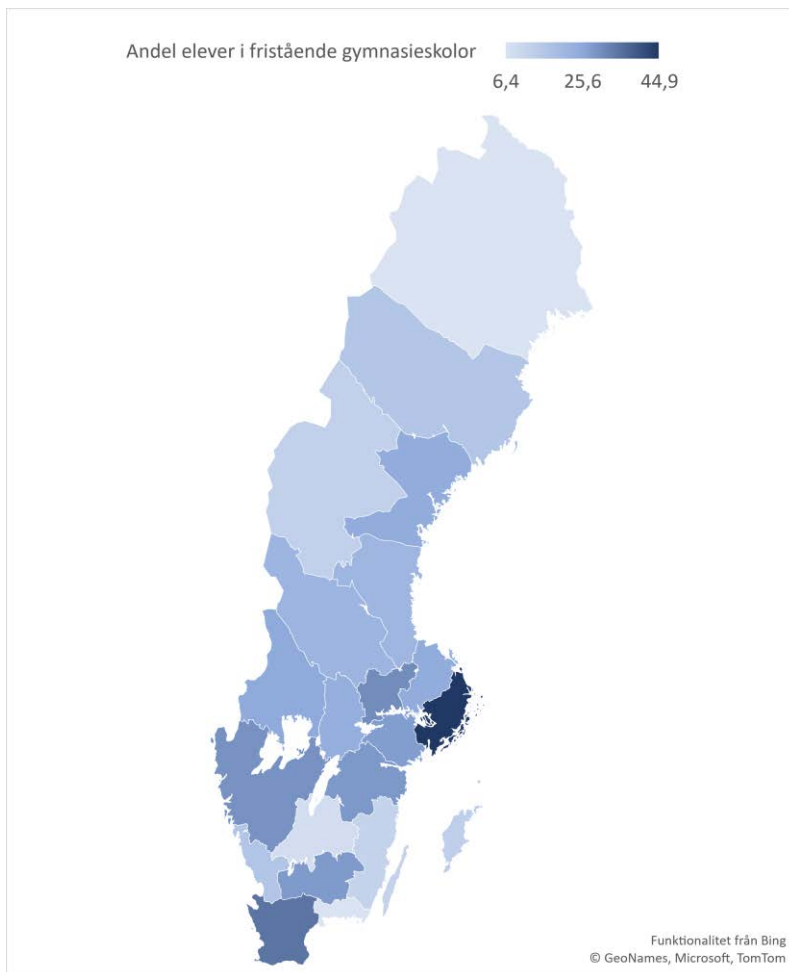 Andel elever i fristående gymnasieskolor
6,4 25,6 44,9
Funktionalitet från Bing
© GeoNames, Microsoft, TomTom